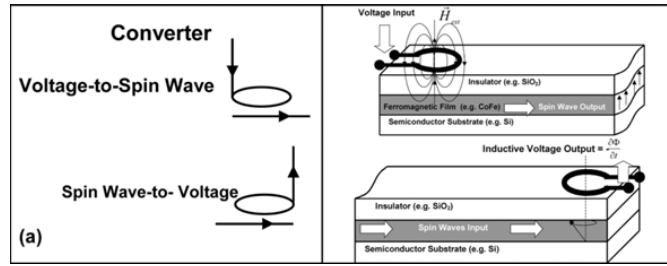 Converter
Voltage-to-Spin Wave
Spin Wave-to- Voltage
(a)
Voltage Input
H ext
Insulator (e.g. SiO2)
Ferromagnetic Film (e.g. CoFe) Spin Wave Output
Semiconductor Substrate (e.g. Si)
Inductive Voltage Output = -∂Φ/∂t
Insulator (e.g. SiO2)
Spin Waves Input
Semiconductor Substrate (e.g. Si)